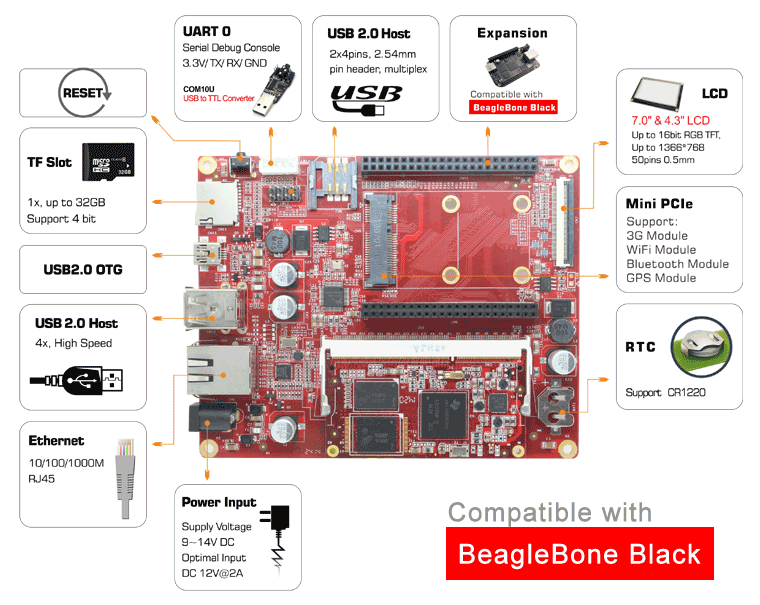 UART 0
Serial Debug Console
3.3V/ TX/ RX/ GND
COM10U
USB to TTL Converter
USB 2.0 Host
2x4pins, 2.54mm
pin header, multiplex
USB
Expansion
Compatible with
BeagleBone Black
RESET
LCD
7.0" & 4.3" LCD
Up to 16bit RGB TFT,
Up to 1366*768
50pins 0.5mm
TF Slot
micro
SD
HC
32GB
1x, up to 32GB
Support 4 bit
Mini PCIe
Support:
3G Module
WiFi Module
Bluetooth Module
GPS Module
USB2.0 OTG
USB 2.0 Host
4x, High Speed
RTC
Support CR1220
Ethernet
10/100/1000M
RJ45
Power Input
Supply Voltage
9~14V DC
Optimal Input
DC 12V@2A
Compatible with
BeagleBone Black